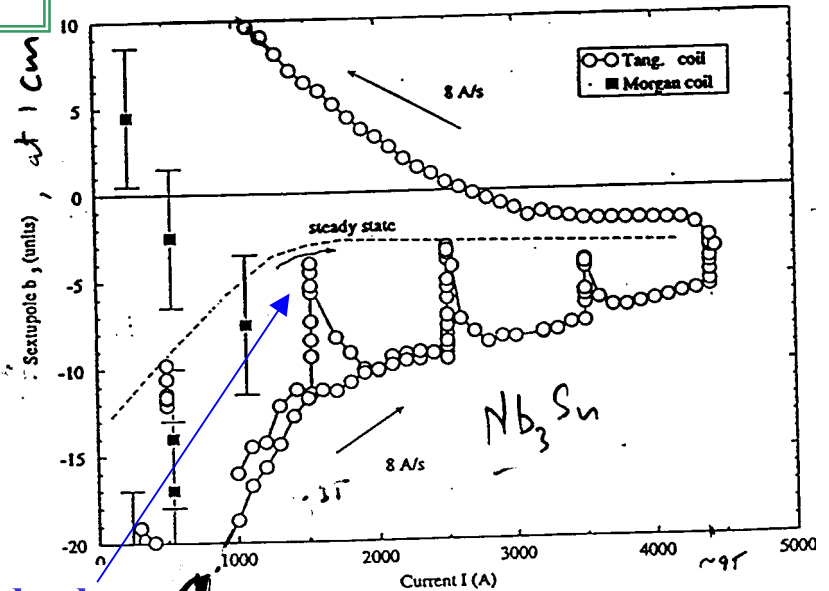 10
5
0
-5
-10
-15
-20
Sextupole b3 (units), at 1 cm
8 A/s
Tang. coil
Morgan coil
steady state
Nb3Sn
8 A/s
.3T
1000
2000
3000
4000
5000
~9T
Current I (A)